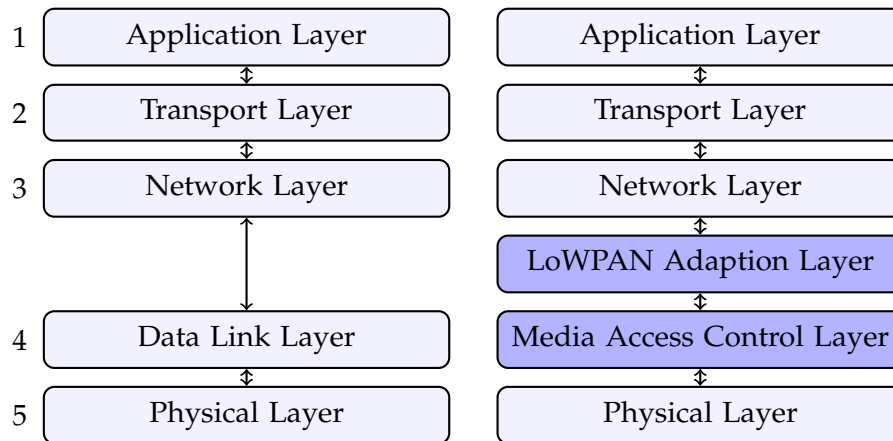 1 Application Layer Application Layer
2 Transport Layer Transport Layer
3 Network Layer Network Layer
LoWPAN Adaption Layer
4 Data Link Layer Media Access Control Layer
5 Physical Layer Physical Layer